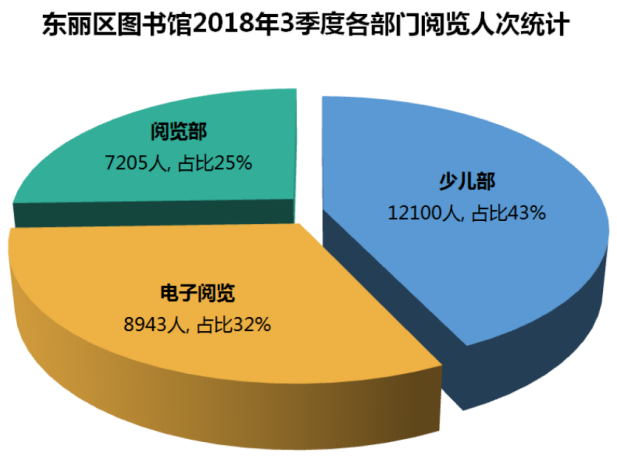 东丽区图书馆2018年3季度各部门阅览人次统计
阅览部
7205人, 占比25%
少儿部
12100人, 占比43%
电子阅览
8943人, 占比32%